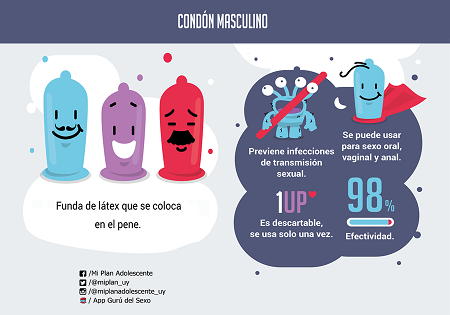 CONDÓN MASCULINO
Funda de látex que se coloca
en el pene.
Previene infecciones
de transmisión
sexual.
Se puede usar
para sexo oral,
vaginal y anal.
1UP
Es descartable,
se usa solo una vez.
98%
Efectividad.
/Mi Plan Adolescente
/@miplan_uy
/@miplanadolescente_uy
/ App Gurú del Sexo